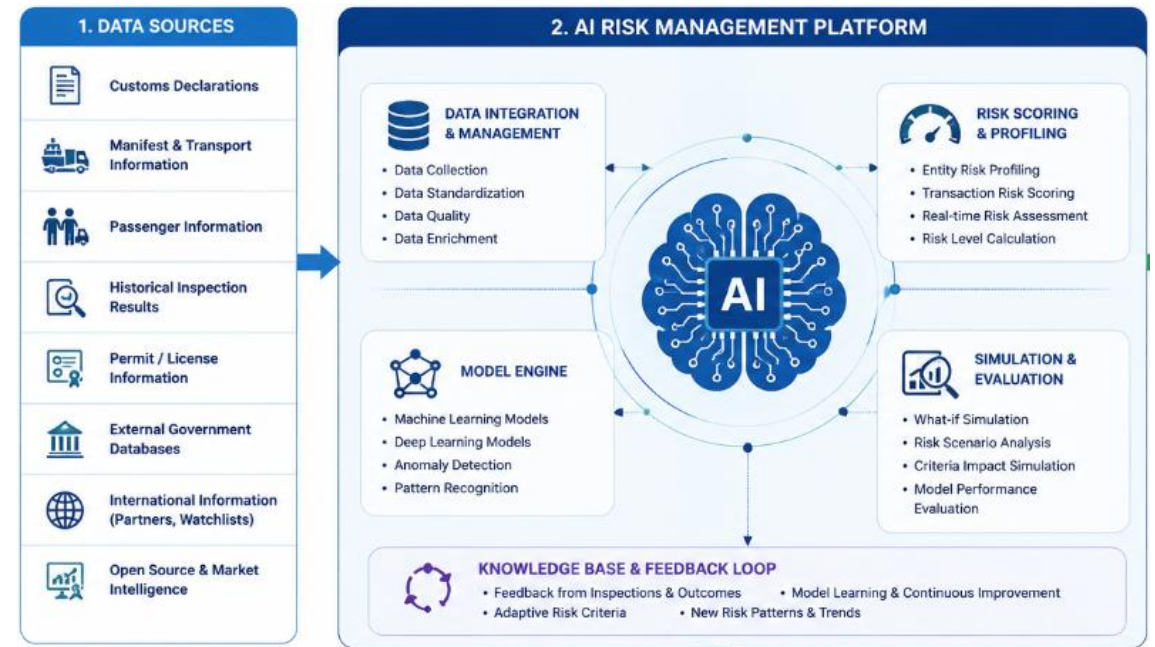 1. DATA SOURCES
Customs Declarations
Manifest & Transport
Information
Passenger Information
Historical Inspection
Results
Permit / License
Information
External Government
Databases
International Information
(Partners, Watchlists)
Open Source & Market
Intelligence
2. AI RISK MANAGEMENT PLATFORM
DATA INTEGRATION
& MANAGEMENT
• Data Collection
• Data Standardization
• Data Quality
• Data Enrichment
RISK SCORING
& PROFILING
• Entity Risk Profiling
• Transaction Risk Scoring
• Real-time Risk Assessment
• Risk Level Calculation
AI
MODEL ENGINE
• Machine Learning Models
• Deep Learning Models
• Anomaly Detection
• Pattern Recognition
SIMULATION &
EVALUATION
• What-if Simulation
• Risk Scenario Analysis
• Criteria Impact Simulation
• Model Performance
Evaluation
KNOWLEDGE BASE & FEEDBACK LOOP
• Feedback from Inspections & Outcomes • Model Learning & Continuous Improvement
• Adaptive Risk Criteria • New Risk Patterns & Trends